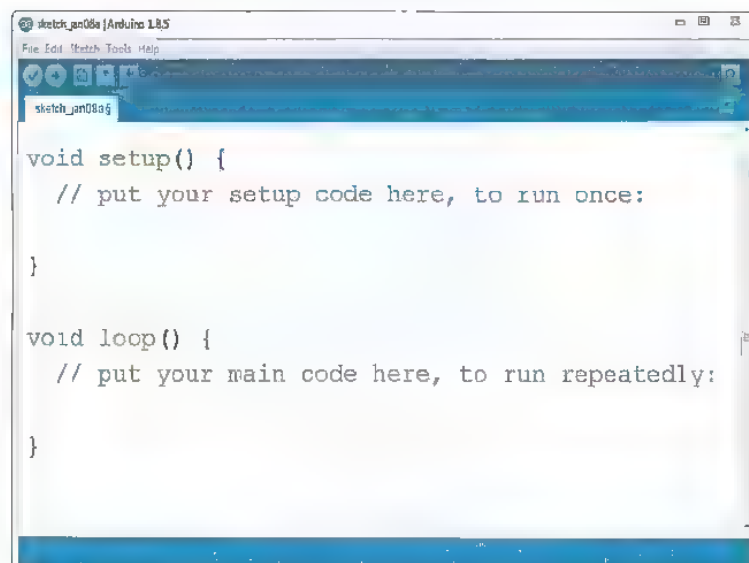 sketch_jan08a | Arduino 1.8.5
File Edit Sketch Tools Help
sketch_jan08a §
void setup() {
  // put your setup code here, to run once:
}
void loop() {
  // put your main code here, to run repeatedly:
}